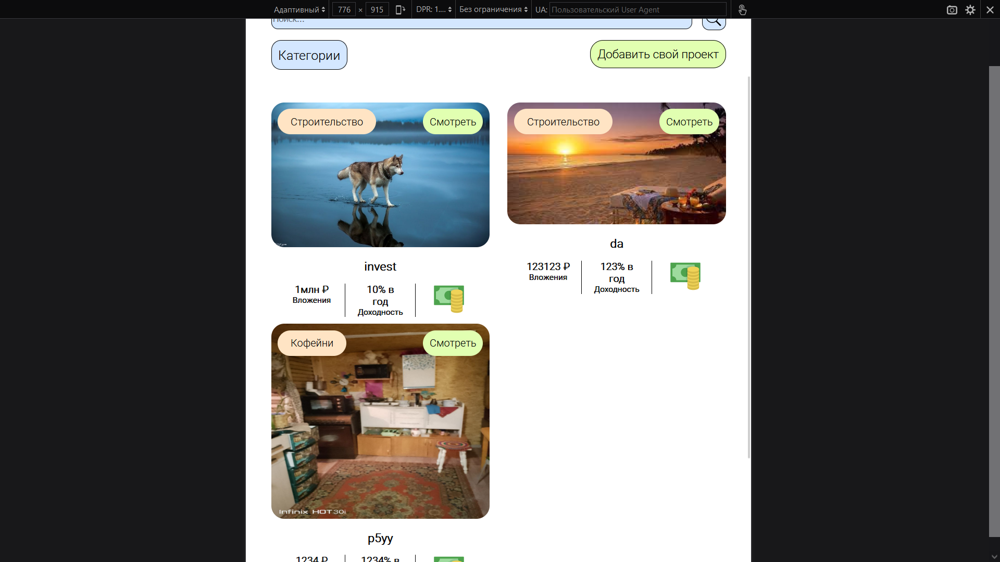 Адаптивный 776 × 915 DPR: 1.... Без ограничения UA: Пользовательский User Agent
Поиск...
Категории
Добавить свой проект
Строительство
Смотреть
Строительство
Смотреть
invest
1млн ₽
Вложения
10% в
год
Доходность
da
123123 ₽
Вложения
123% в
год
Доходность
Кофейни
Смотреть
Infinix HOT 30i
p5yy
1234 ₽
1234% в